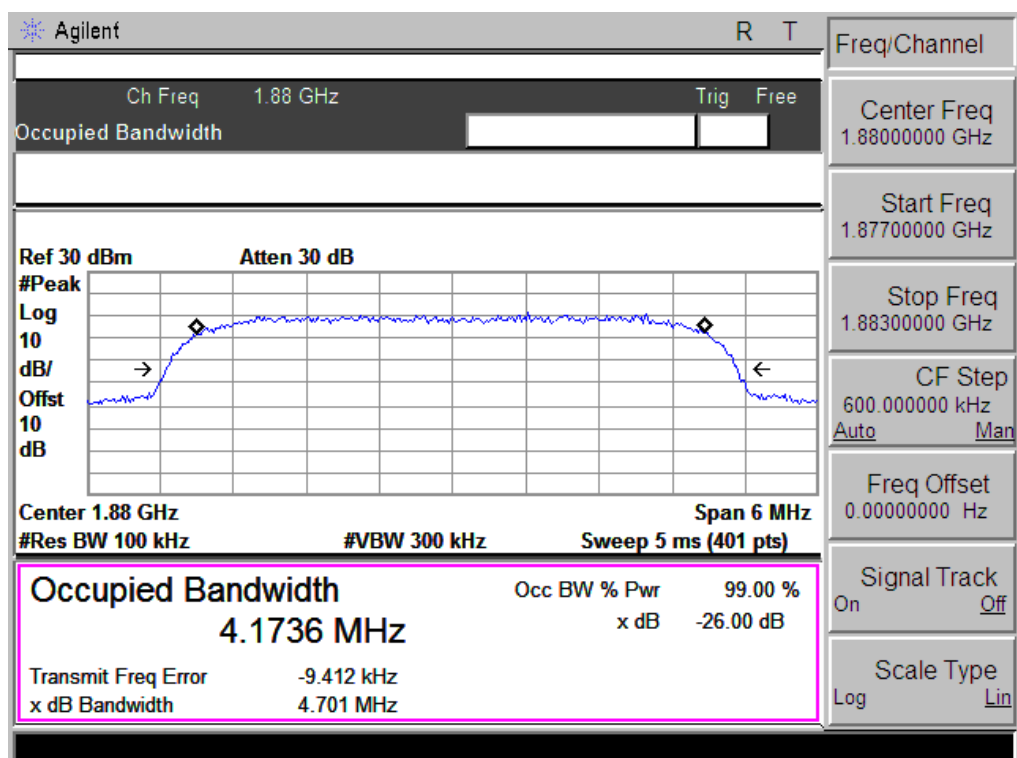 Agilent R T
Ch Freq 1.88 GHz Trig Free
Occupied Bandwidth
Ref 30 dBm Atten 30 dB
#Peak
Log
10
dB/
Offst
10
dB
Center 1.88 GHz Span 6 MHz
#Res BW 100 kHz #VBW 300 kHz Sweep 5 ms (401 pts)
Occupied Bandwidth Occ BW % Pwr 99.00 %
4.1736 MHz x dB -26.00 dB
Transmit Freq Error -9.412 kHz
x dB Bandwidth 4.701 MHz
Freq/Channel
Center Freq
1.88000000 GHz
Start Freq
1.87700000 GHz
Stop Freq
1.88300000 GHz
CF Step
600.000000 kHz
Auto Man
Freq Offset
0.00000000 Hz
Signal Track
On Off
Scale Type
Log Lin